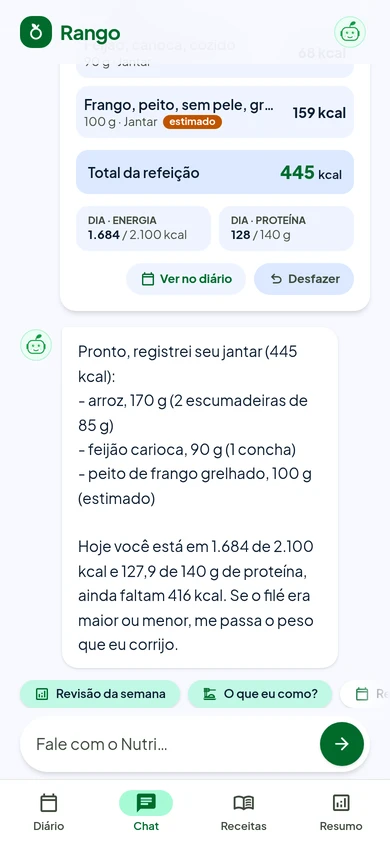 Rango
Feijão, carioca, cozido
68 kcal
90 g · Jantar
Frango, peito, sem pele, gr...
159 kcal
100 g · Jantar estimado
Total da refeição
445 kcal
DIA · ENERGIA
1.684 / 2.100 kcal
DIA · PROTEÍNA
128 / 140 g
Ver no diário
Desfazer
Pronto, registrei seu jantar (445
kcal):
- arroz, 170 g (2 escumadeiras de
85 g)
- feijão carioca, 90 g (1 concha)
- peito de frango grelhado, 100 g
(estimado)
Hoje você está em 1.684 de 2.100
kcal e 127,9 de 140 g de proteína,
ainda faltam 416 kcal. Se o filé era
maior ou menor, me passa o peso
que eu corrijo.
Revisão da semana
O que eu como?
Fale com o Nutri...
Diário
Chat
Receitas
Resumo